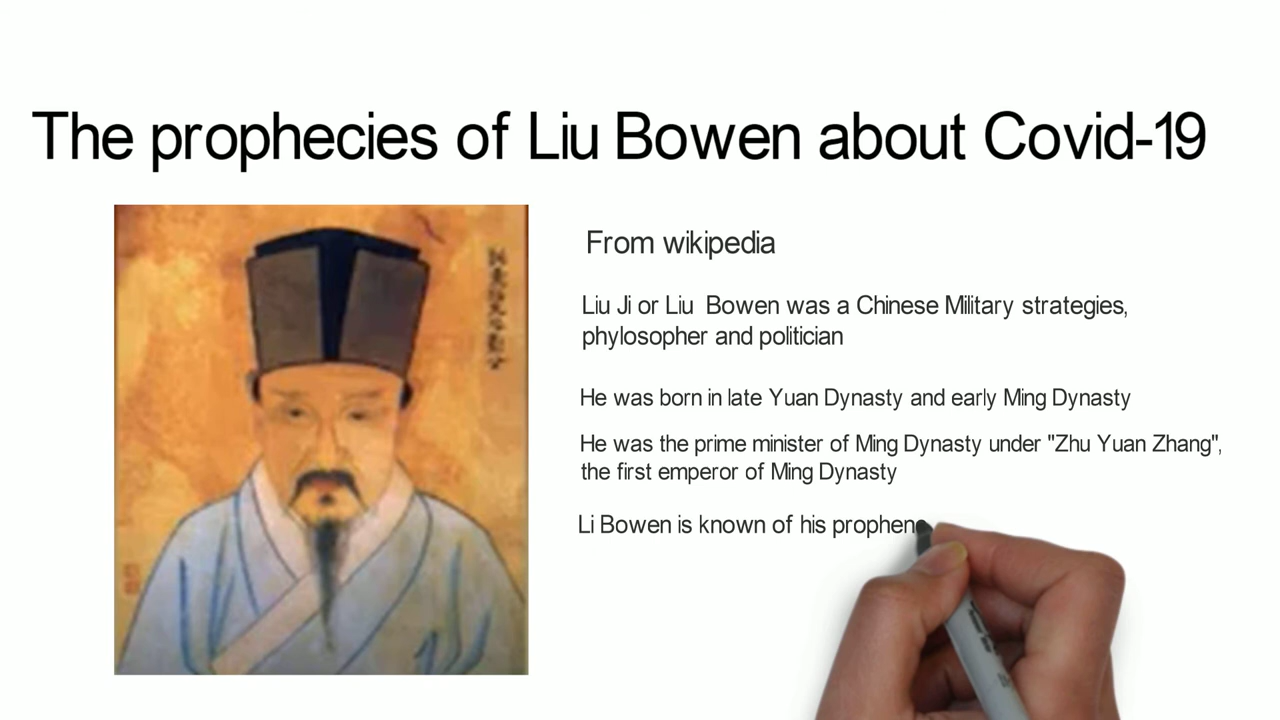 The prophecies of Liu Bowen about Covid-19
From wikipedia
Liu Ji or Liu Bowen was a Chinese Military strategies,
phylosopher and politician
He was born in late Yuan Dynasty and early Ming Dynasty
He was the prime minister of Ming Dynasty under "Zhu Yuan Zhang",
the first emperor of Ming Dynasty
Li Bowen is known of his prophen